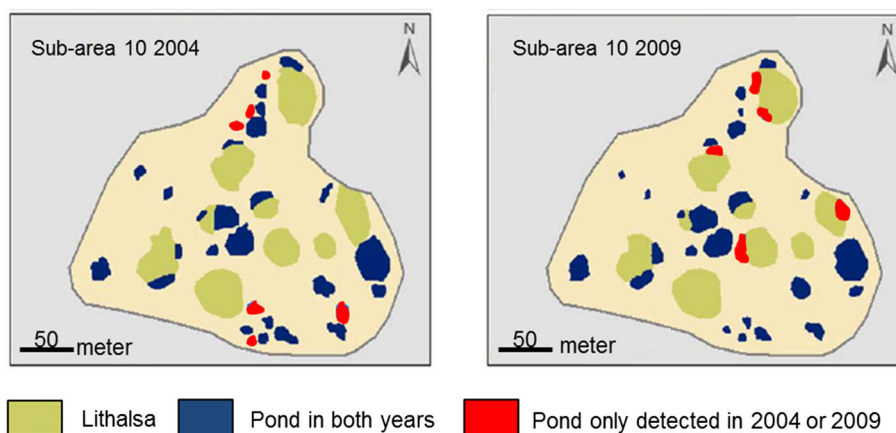 Sub-area 10 2004
N
50 meter
Sub-area 10 2009
N
50 meter
Lithalsa Pond in both years Pond only detected in 2004 or 2009